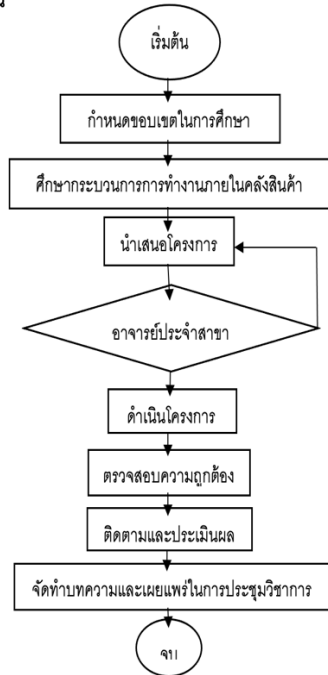 เริ่มต้น
กำหนดขอบเขตในการศึกษา
ศึกษากระบวนการการทำงานภายในคลังสินค้า
นำเสนอโครงการ
อาจารย์ประจำสาขา
ดำเนินโครงการ
ตรวจสอบความถูกต้อง
ติดตามและประเมินผล
จัดทำบทความและเผยแพร่ในการประชุมวิชาการ
จบ